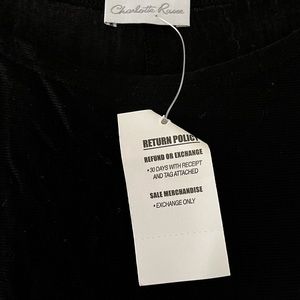 Charlotte Russe
RETURN POLICY
REFUND OR EXCHANGE
• 30 DAYS WITH RECEIPT
AND TAG ATTACHED
SALE MERCHANDISE
• EXCHANGE ONLY